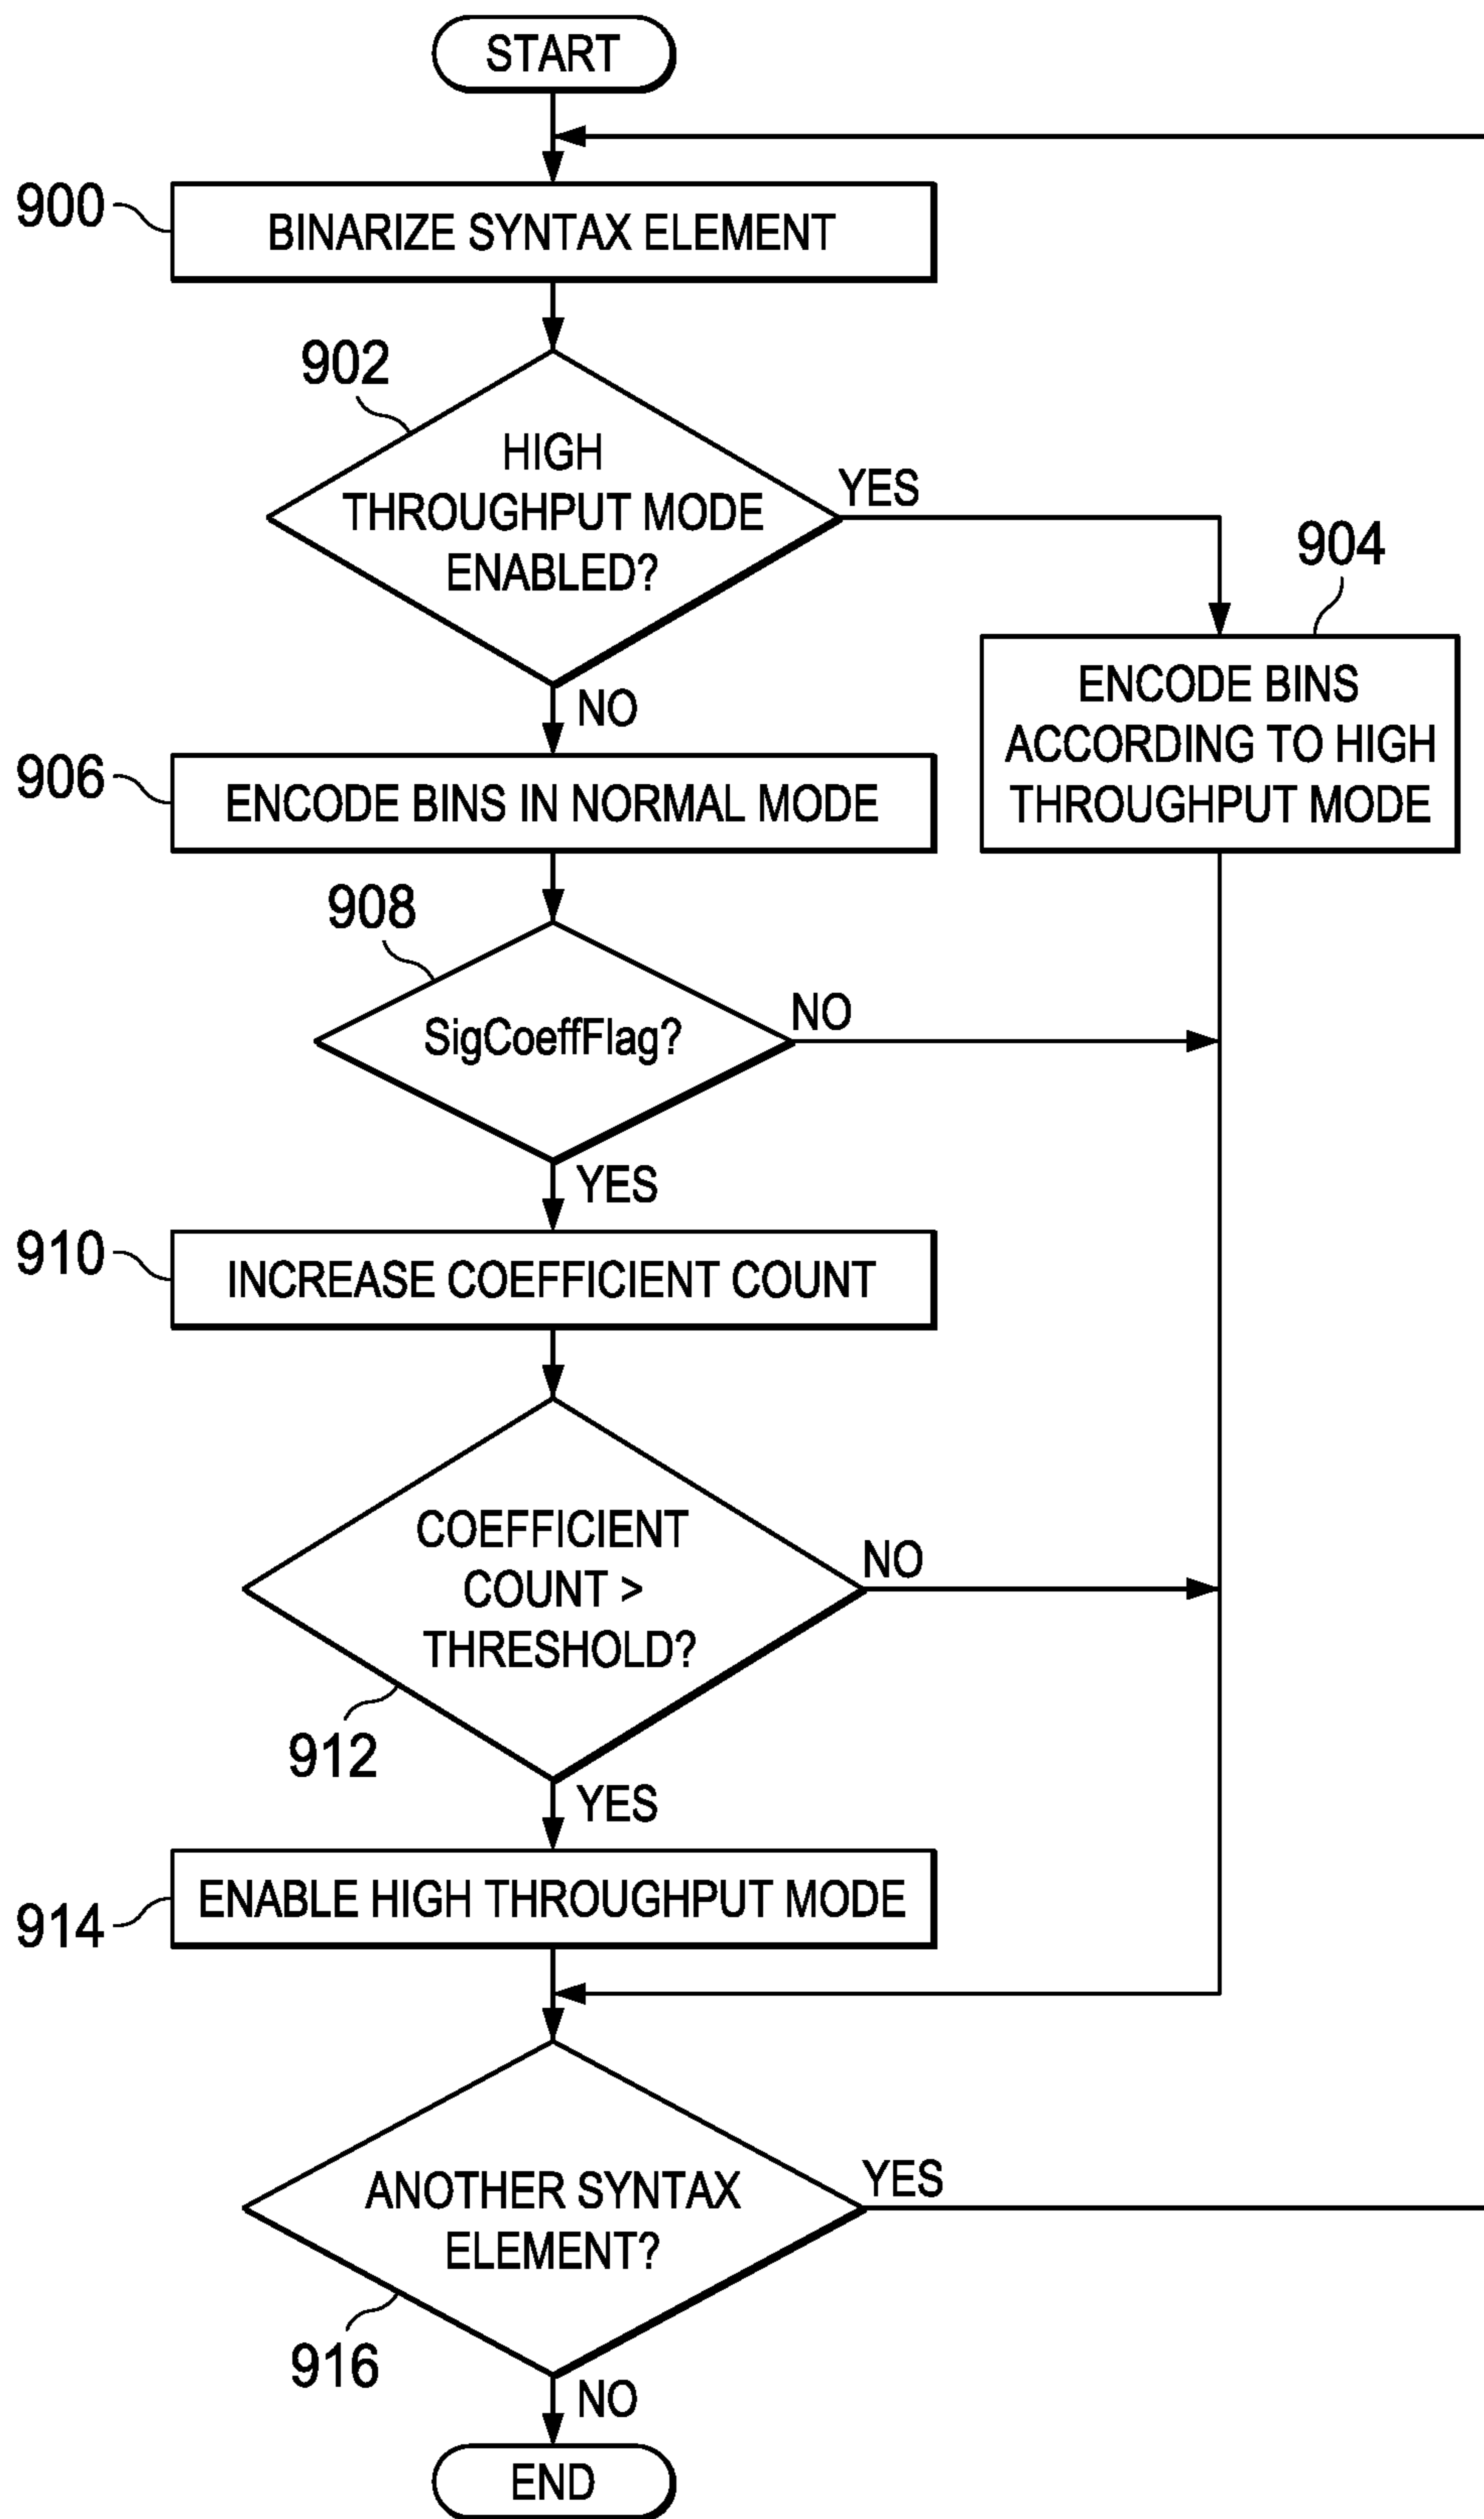 START
900
BINARIZE SYNTAX ELEMENT
902
HIGH
THROUGHPUT MODE
ENABLED?
YES
904
ENCODE BINS
ACCORDING TO HIGH
THROUGHPUT MODE
NO
906
ENCODE BINS IN NORMAL MODE
908
SigCoeffFlag?
NO
YES
910
INCREASE COEFFICIENT COUNT
COEFFICIENT
COUNT >
THRESHOLD?
NO
912
YES
914
ENABLE HIGH THROUGHPUT MODE
ANOTHER SYNTAX
ELEMENT?
YES
916
NO
END